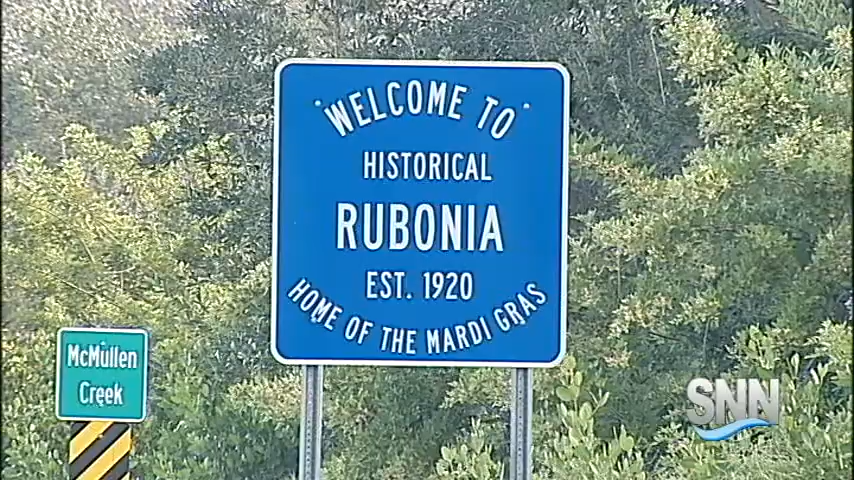 WELCOME TO
HISTORICAL
RUBONIA
EST. 1920
HOME OF THE MARDI GRAS
McMullen
Creek
SNN